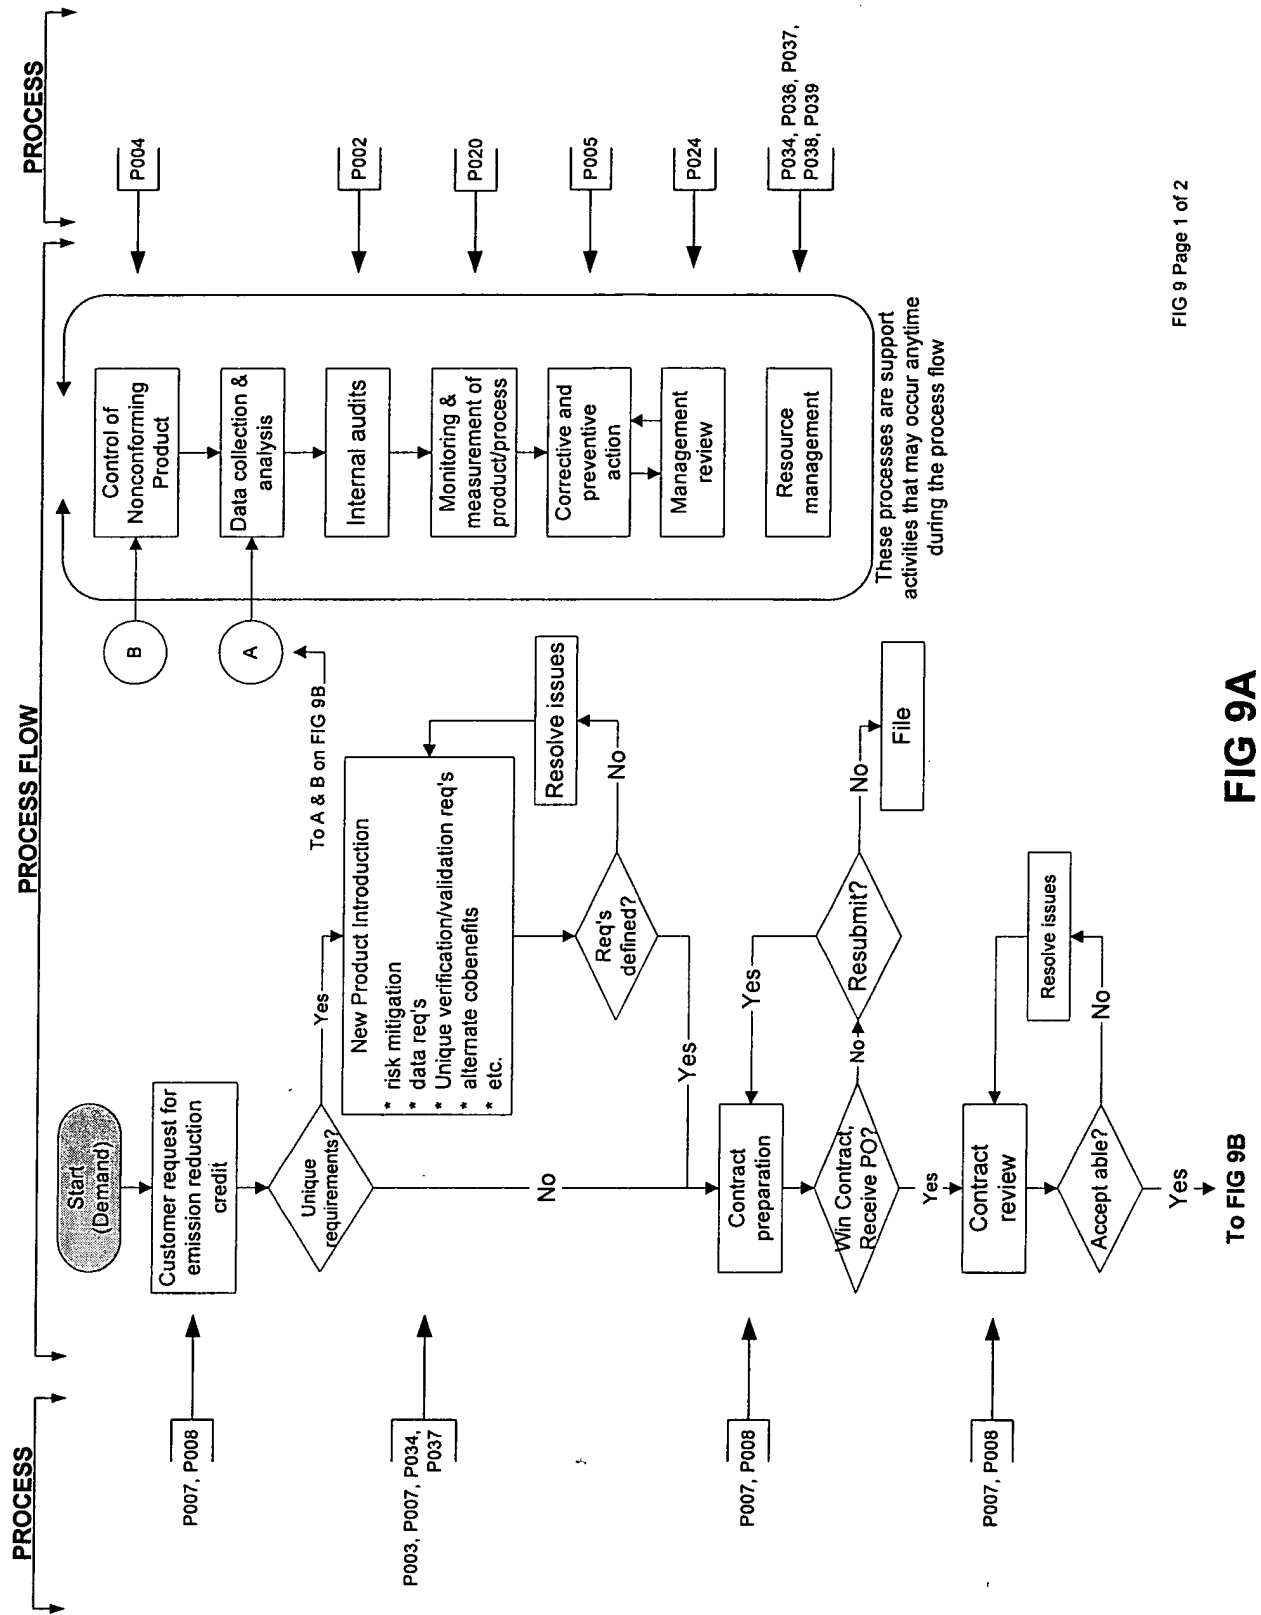 PROCESS
PROCESS FLOW
PROCESS
P007, P008
P003, P007, P034,
P037
P007, P008
P007, P008
Start
(Demand)
Customer request for
emission reduction
credit
Unique
requirements?
Yes
No
New Product Introduction
* risk mitigation
* data req's
* Unique verification/validation req's
* alternate cobenefits
* etc.
Req's
defined?
No
Resolve issues
Yes
Contract
preparation
Win Contract,
Receive PO?
No
Resubmit?
Yes
No
File
Yes
Contract
review
Accept able?
No
Resolve issues
Yes
To FIG 9B
B
A
To A & B on FIG 9B
Control of
Nonconforming
Product
Data collection &
analysis
Internal audits
Monitoring &
measurement of
product/process
Corrective and
preventive
action
Management
review
Resource
management
These processes are support
activities that may occur anytime
during the process flow
P004
P002
P020
P005
P024
P034, P036, P037,
P038, P039
FIG 9 Page 1 of 2
FIG 9A